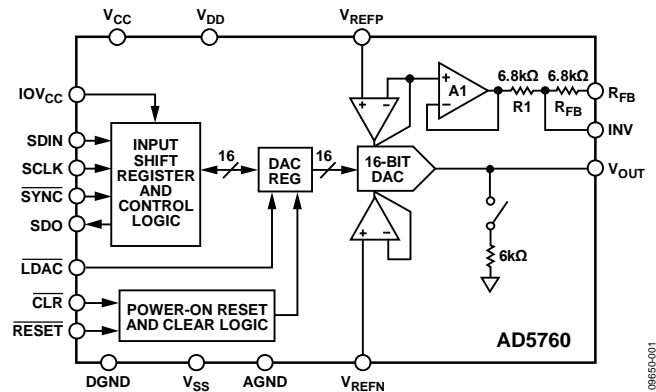 VCC
VDD
VREFP
IOVCC
SDIN
SCLK
SYNC
SDO
LDAC
CLR
RESET
INPUT
SHIFT
REGISTER
AND
CONTROL
LOGIC
16
DAC
REG
16
16-BIT
DAC
A1
6.8kΩ
R1
6.8kΩ
RFB
RFB
INV
VOUT
6kΩ
POWER-ON RESET
AND CLEAR LOGIC
AD5760
DGND
VSS
AGND
VREFN
09650-001